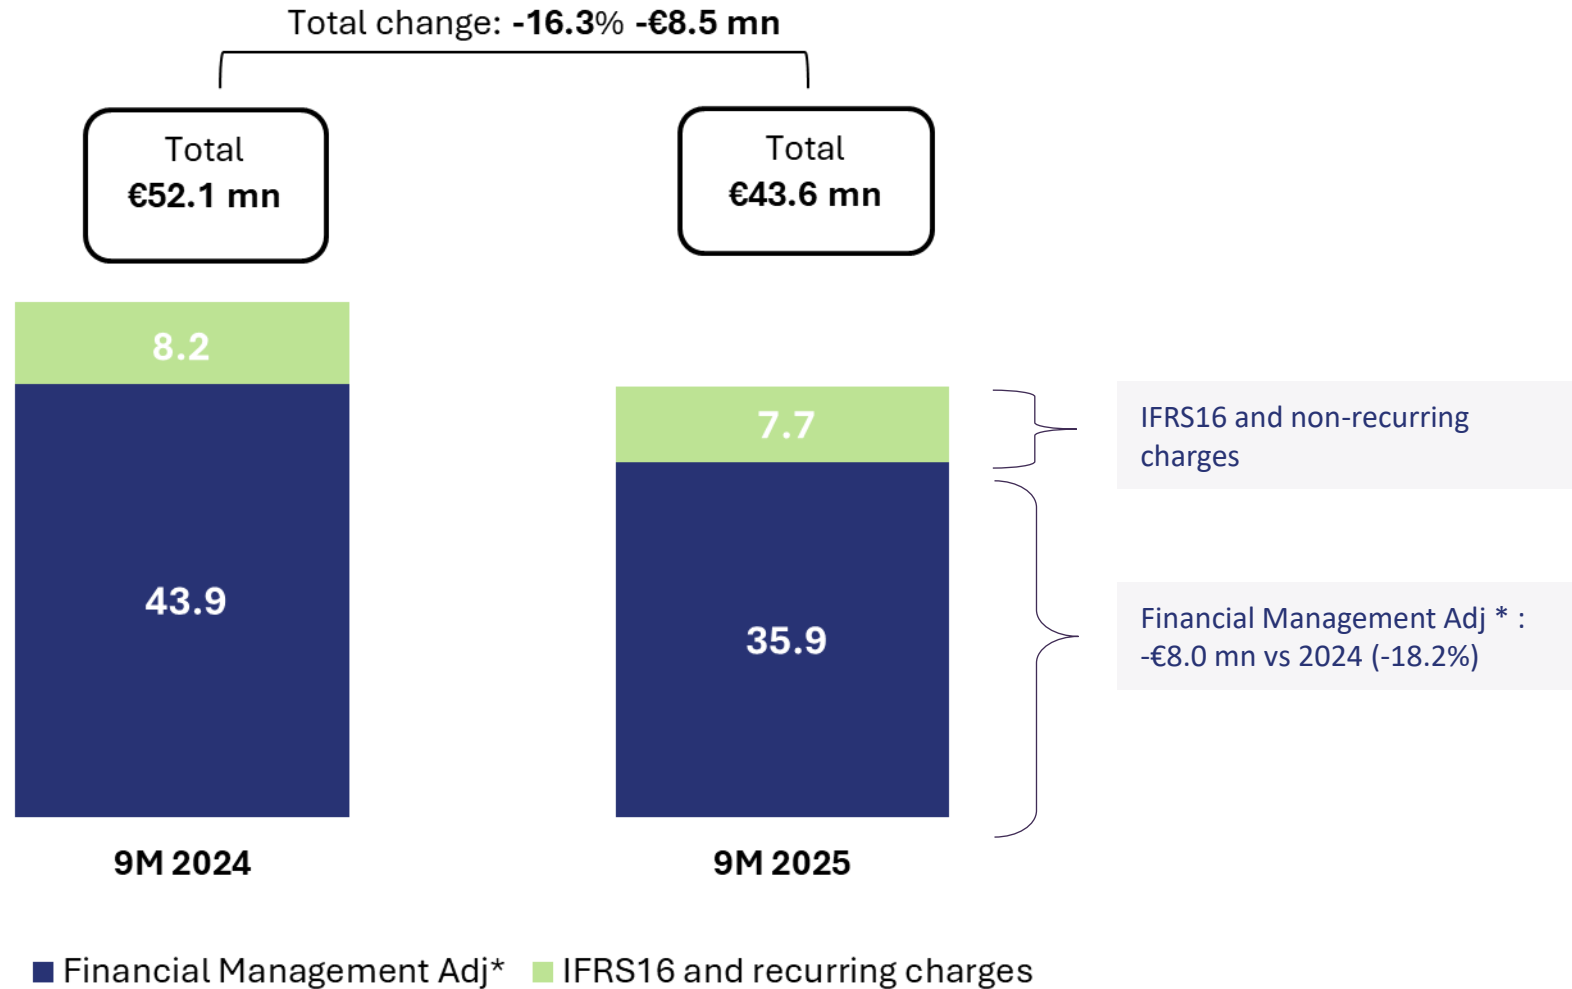 Total change: -16.3% -€8.5 mn
Total
€52.1 mn
Total
€43.6 mn
8.2
7.7
IFRS16 and non-recurring
charges
43.9
35.9
Financial Management Adj * :
-€8.0 mn vs 2024 (-18.2%)
9M 2024
9M 2025
Financial Management Adj*
IFRS16 and recurring charges